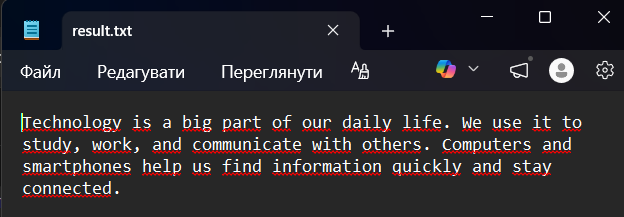 result.txt
Файл Редагувати Переглянути
Technology is a big part of our daily life. We use it to
study, work, and communicate with others. Computers and
smartphones help us find information quickly and stay
connected.